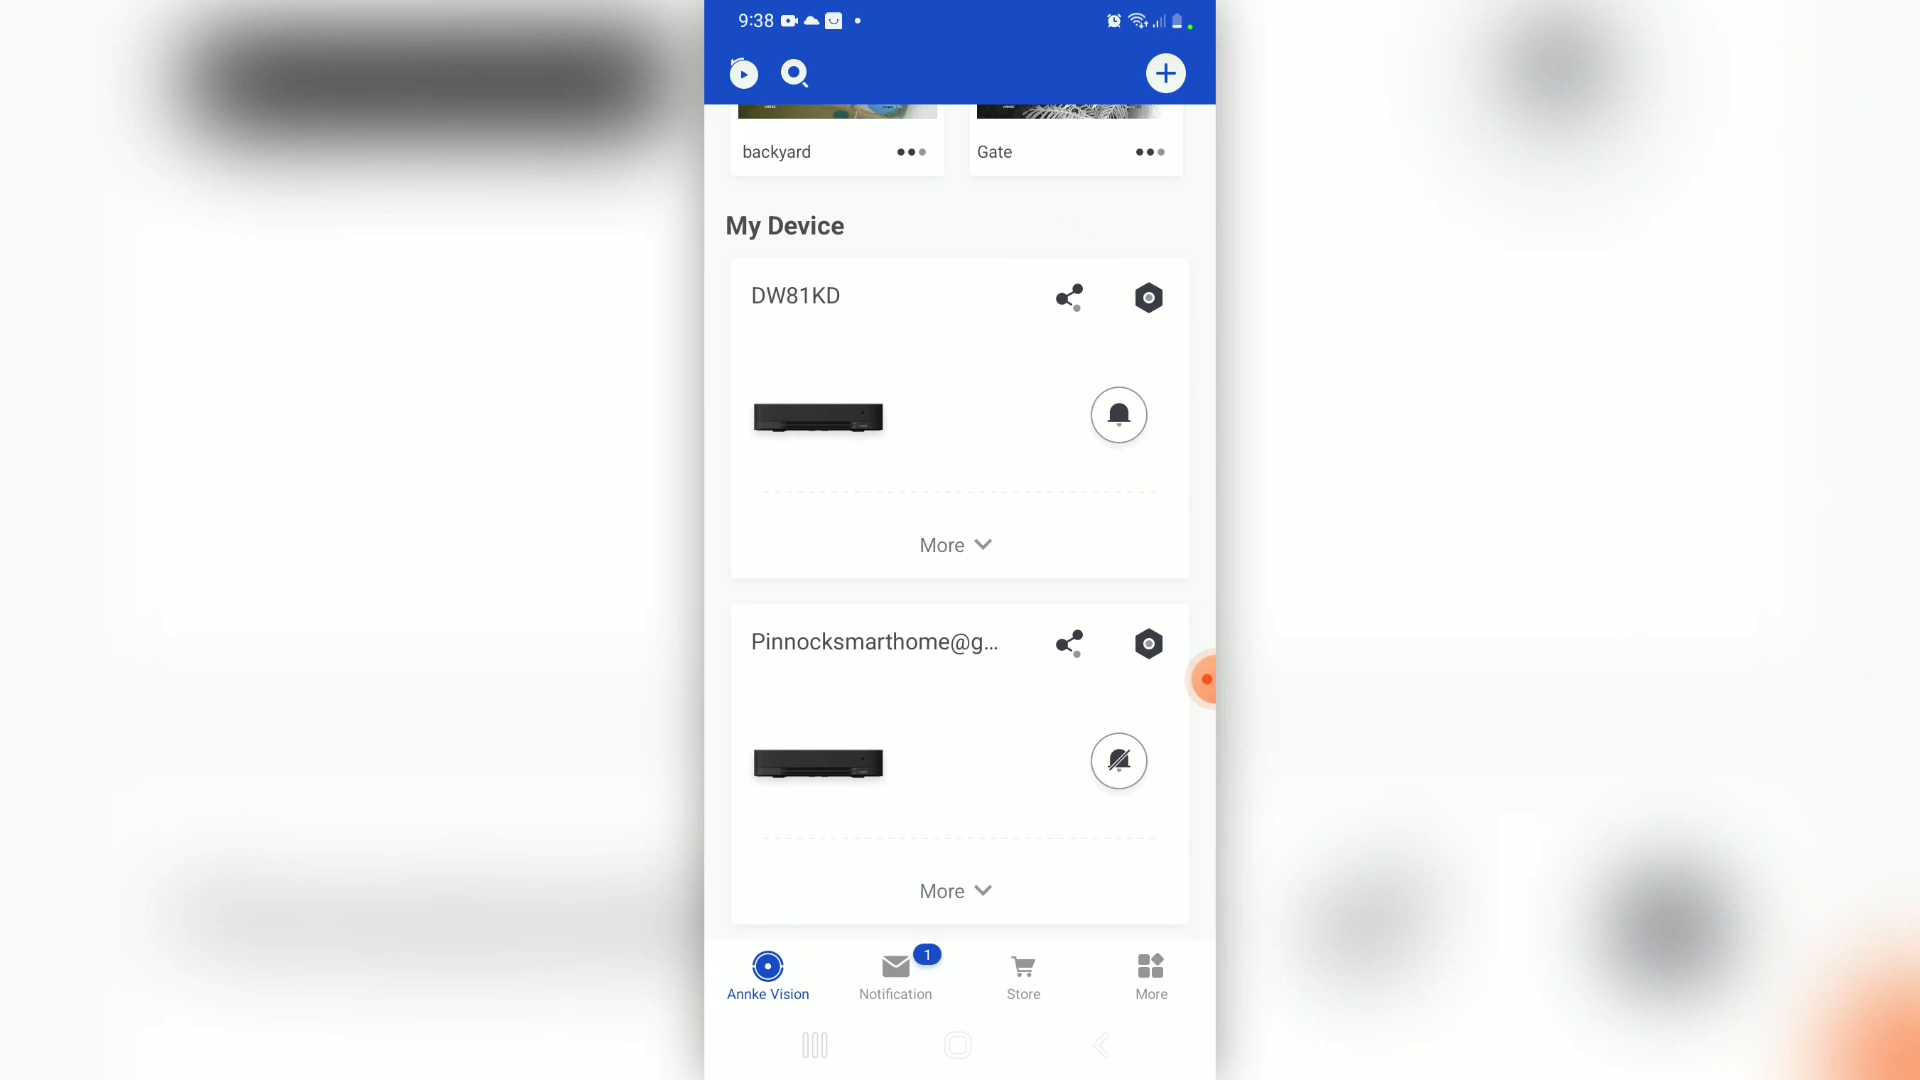 9:38
backyard
Gate
My Device
DW81KD
More
Pinnocksmarthome@g...
More
1
Annke Vision
Notification
Store
More